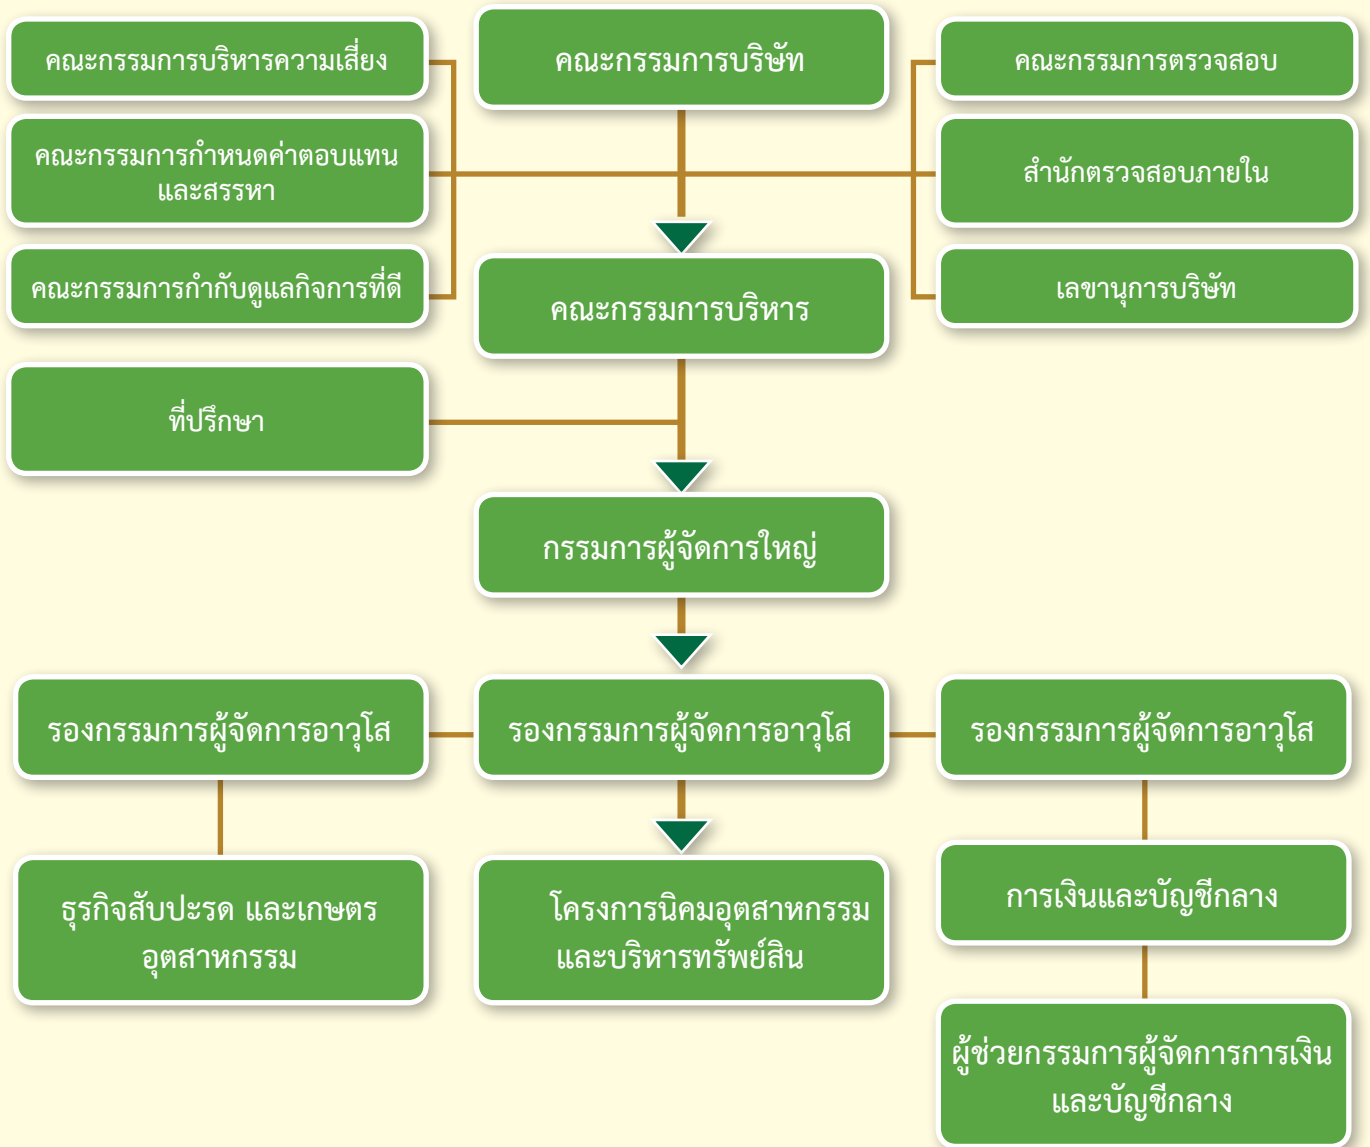 คณะกรรมการบริหารความเสี่ยง
คณะกรรมการบริษัท
คณะกรรมการตรวจสอบ
คณะกรรมการกำหนดค่าตอบแทน
และสรรหา
สำนักตรวจสอบภายใน
คณะกรรมการกำกับดูแลกิจการที่ดี
คณะกรรมการบริหาร
เลขานุการบริษัท
ที่ปรึกษา
กรรมการผู้จัดการใหญ่
รองกรรมการผู้จัดการอาวุโส
รองกรรมการผู้จัดการอาวุโส
รองกรรมการผู้จัดการอาวุโส
ธุรกิจสับปะรด และเกษตร
อุตสาหกรรม
โครงการนิคมอุตสาหกรรม
และบริหารทรัพย์สิน
การเงินและบัญชีกลาง
ผู้ช่วยกรรมการผู้จัดการการเงิน
และบัญชีกลาง